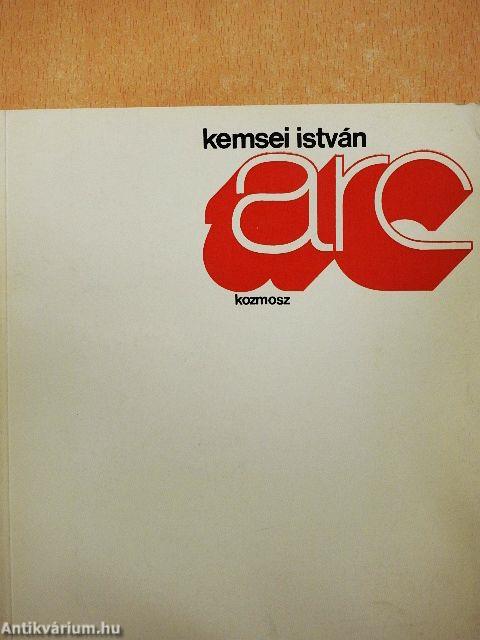 kemsei istván
arc
kozmosz
Antikvárium.hu